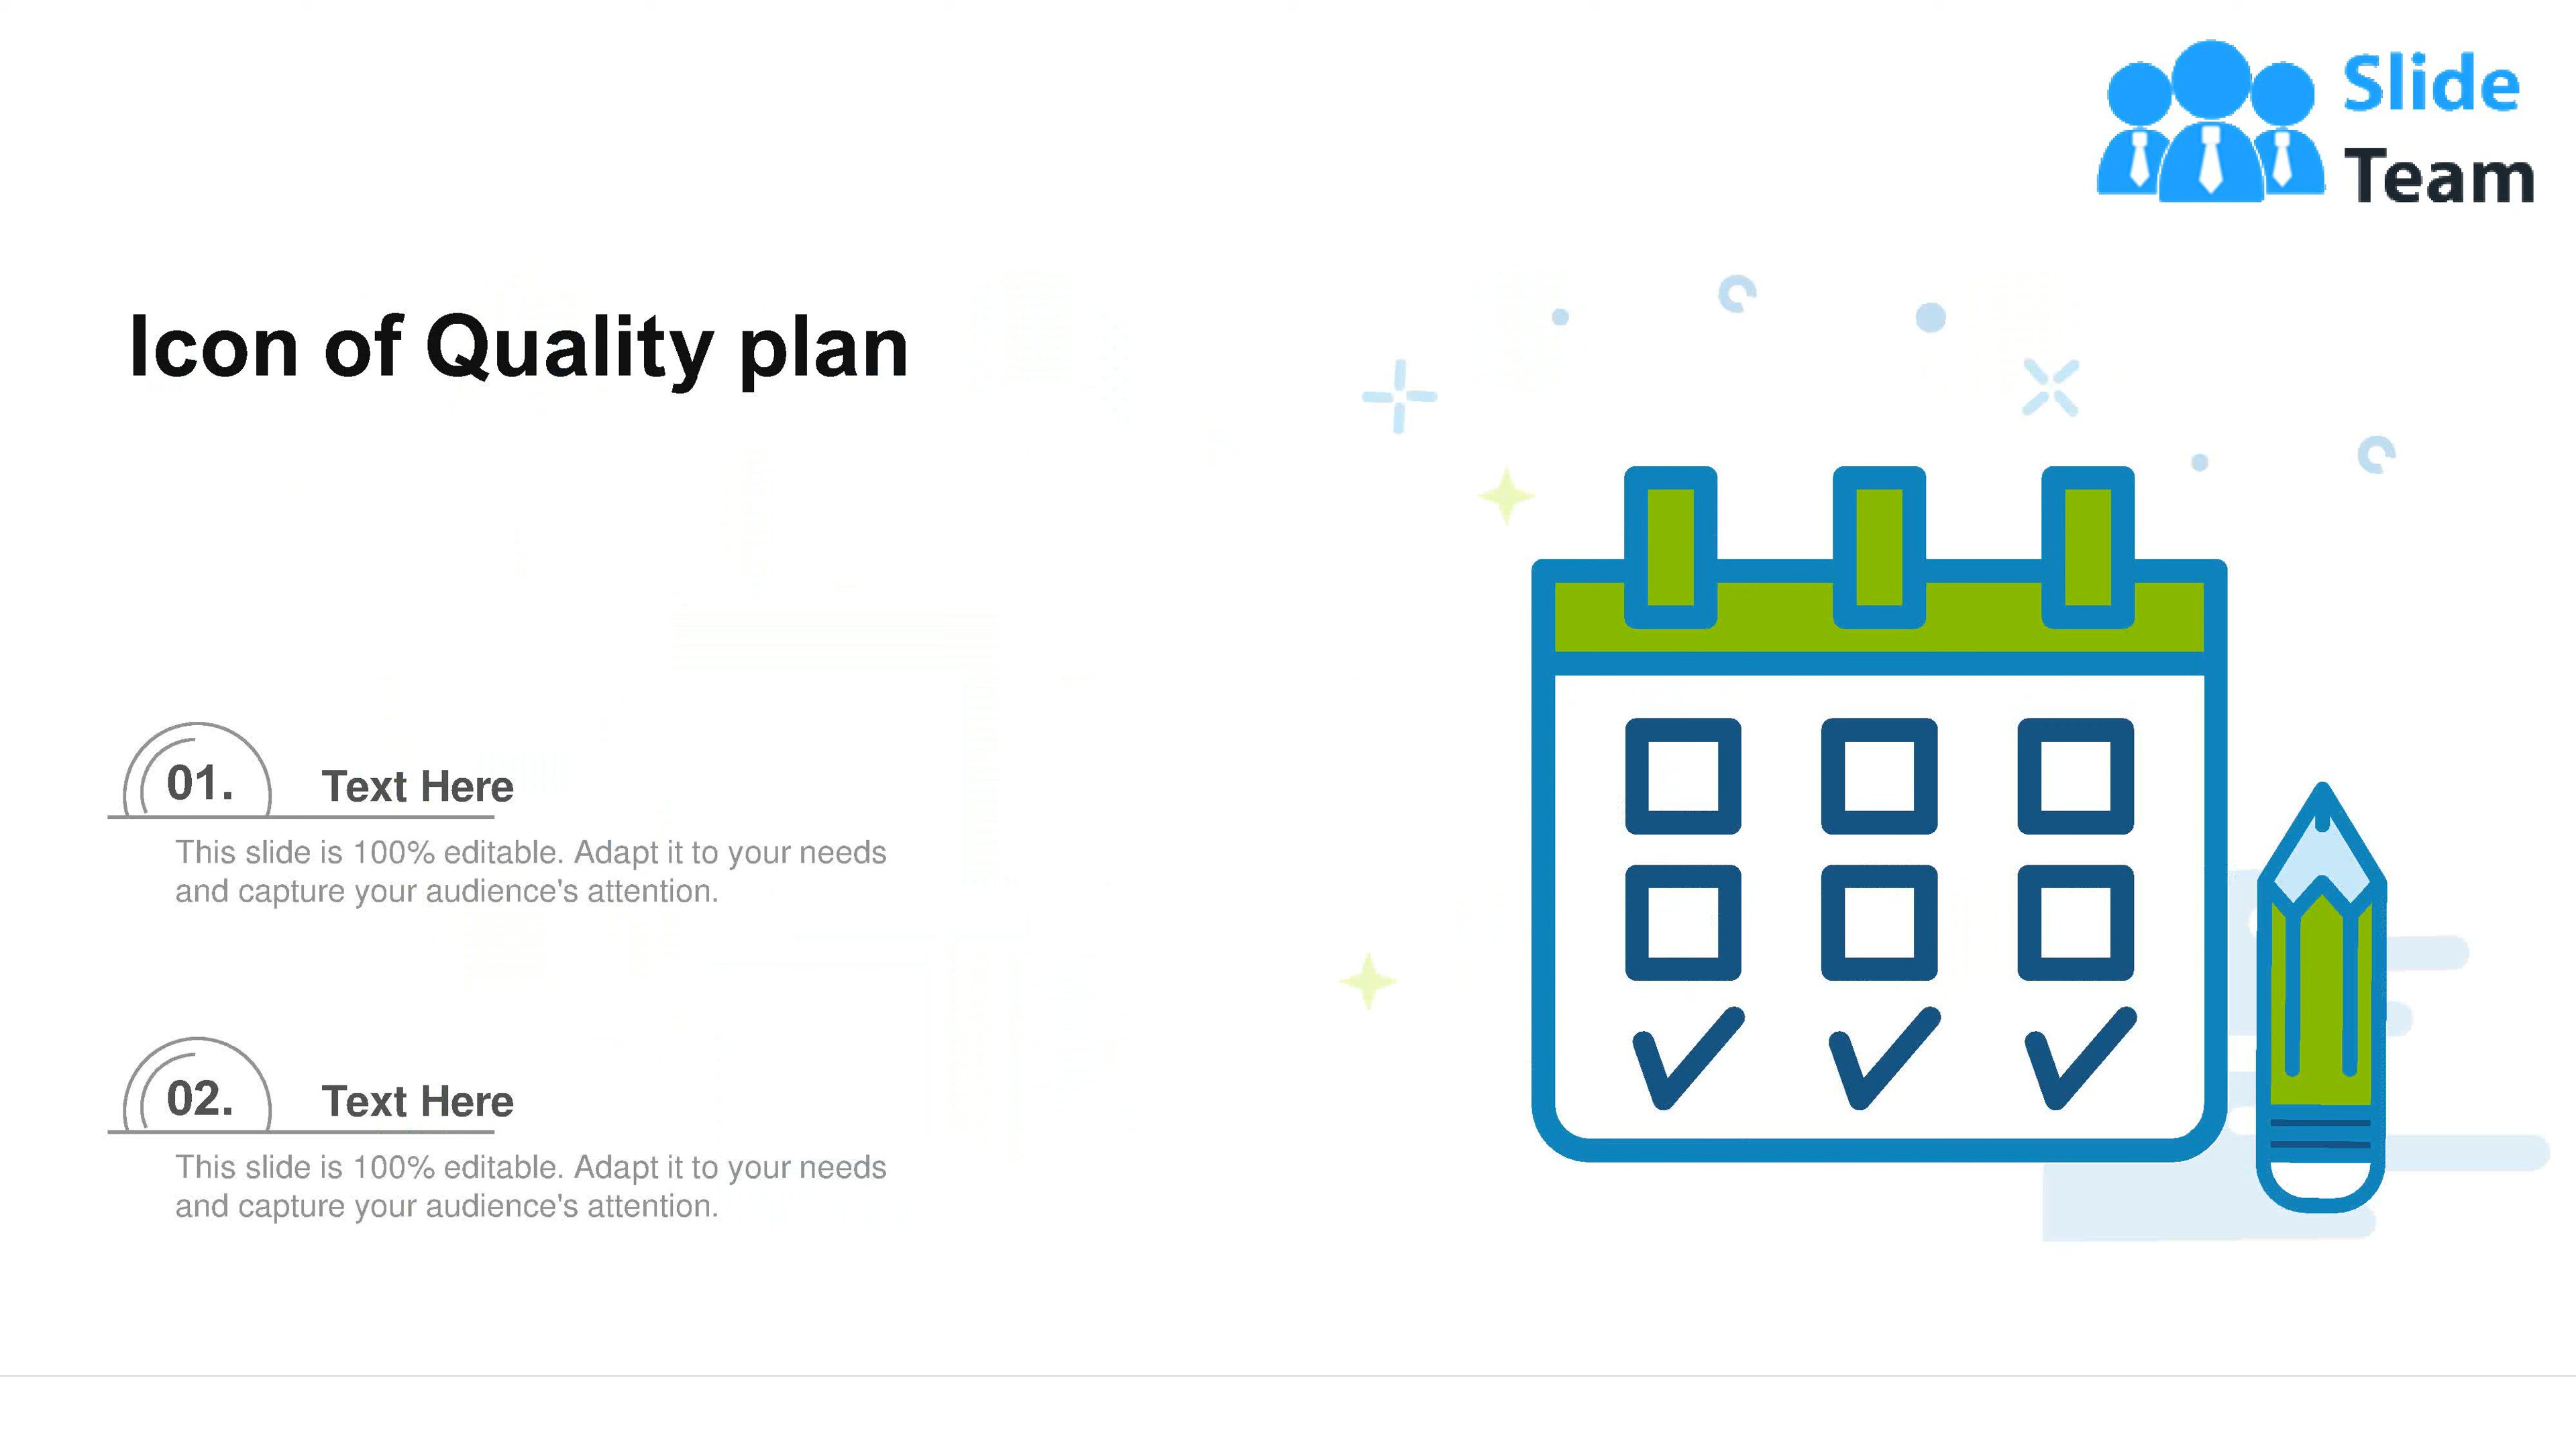 Slide
Team
Icon of Quality plan
01.
Text Here
This slide is 100% editable. Adapt it to your needs
and capture your audience's attention.
02.
Text Here
This slide is 100% editable. Adapt it to your needs
and capture your audience's attention.